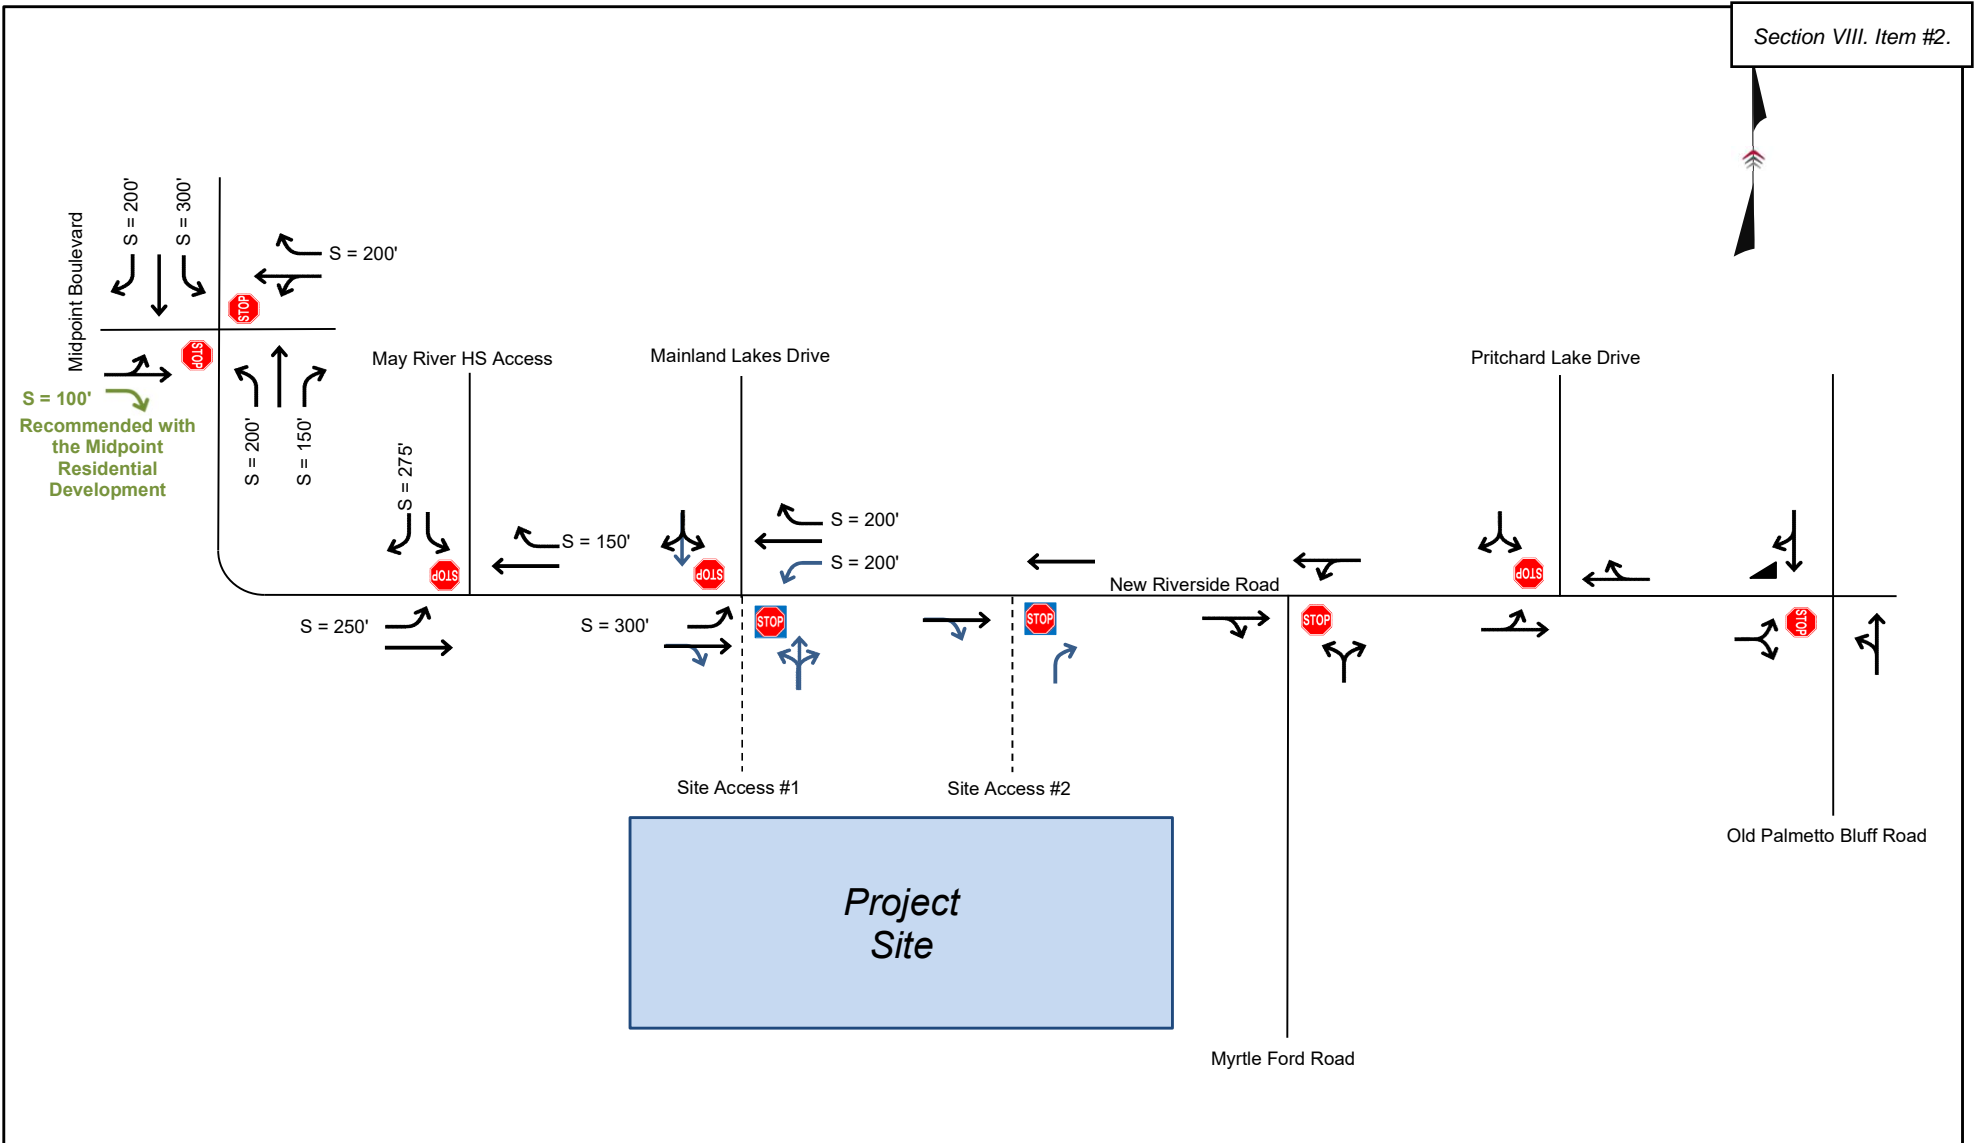 Section VIII. Item #2.
S = 200'
S = 300'
Midpoint Boulevard
S = 200'
STOP
STOP
May River HS Access
Mainland Lakes Drive
Pritchard Lake Drive
S = 100'
Recommended with
the Midpoint
Residential
Development
S = 200'
S = 150'
S = 275'
S = 150'
S = 200'
S = 200'
STOP
STOP
STOP
New Riverside Road
S = 250'
S = 300'
STOP
STOP
STOP
STOP
Site Access #1
Site Access #2
Old Palmetto Bluff Road
Project
Site
Myrtle Ford Road